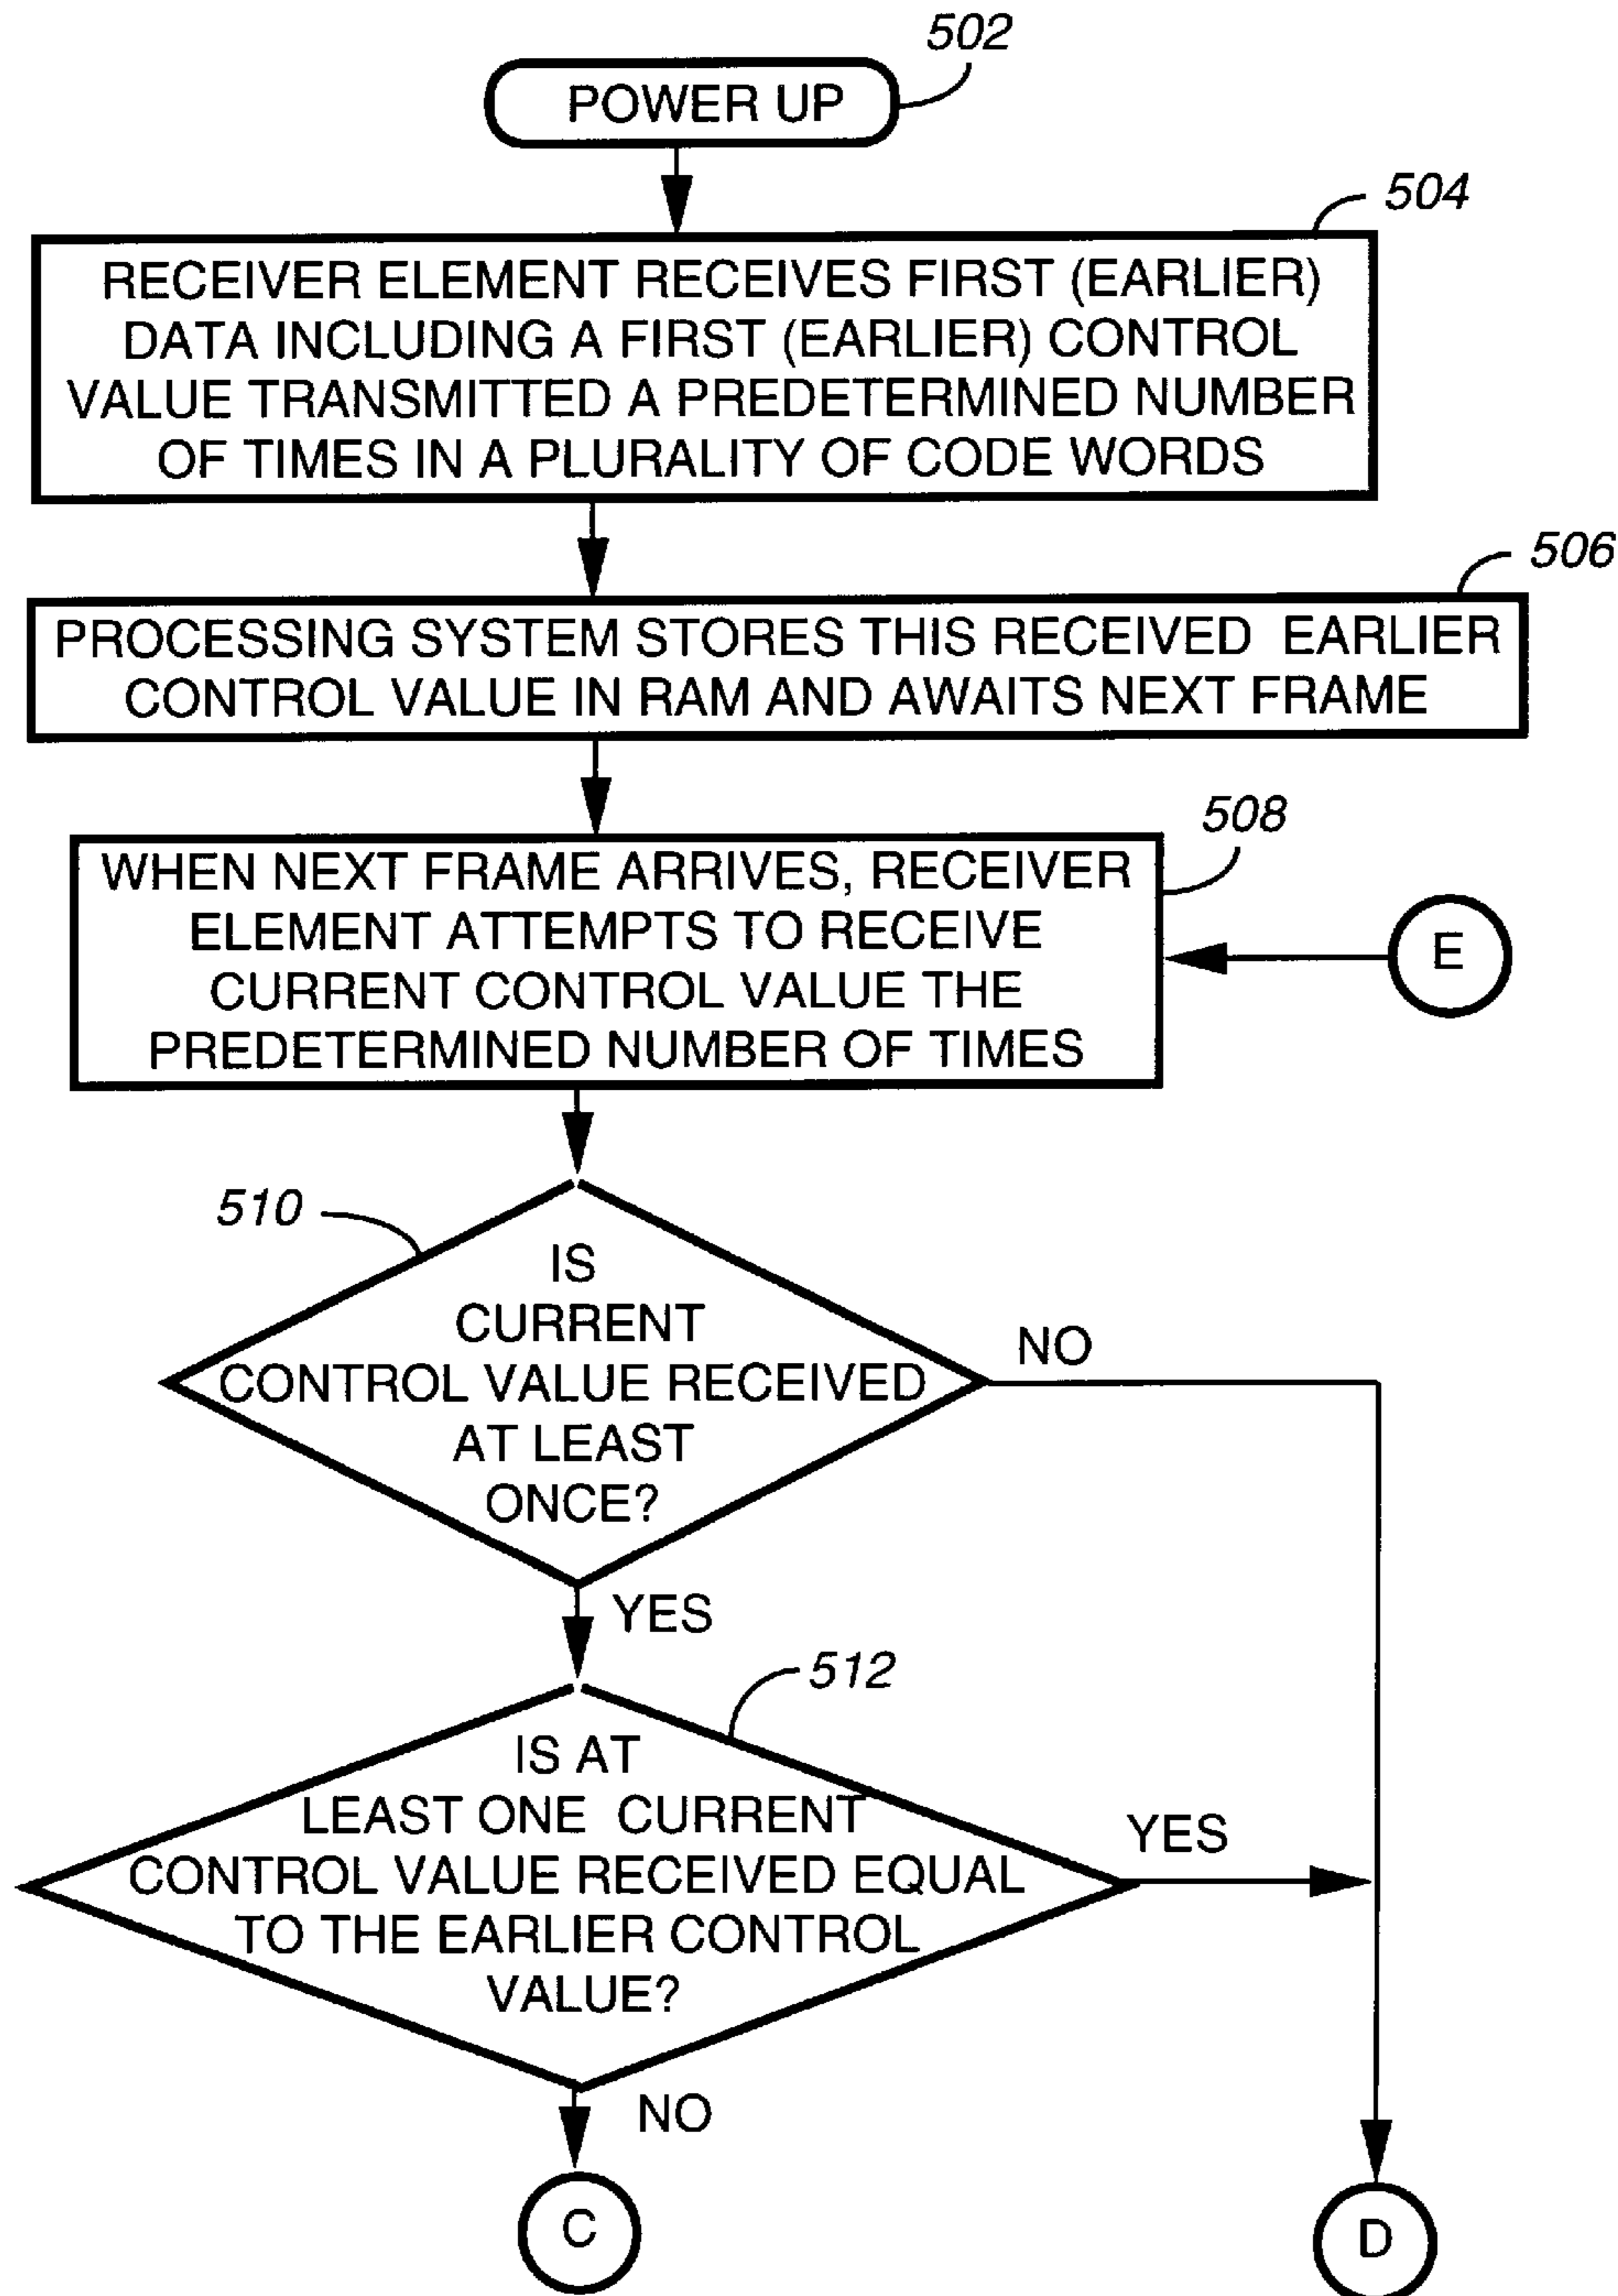 502
POWER UP
504
RECEIVER ELEMENT RECEIVES FIRST (EARLIER)
DATA INCLUDING A FIRST (EARLIER) CONTROL
VALUE TRANSMITTED A PREDETERMINED NUMBER
OF TIMES IN A PLURALITY OF CODE WORDS
506
PROCESSING SYSTEM STORES THIS RECEIVED EARLIER
CONTROL VALUE IN RAM AND AWAITS NEXT FRAME
508
WHEN NEXT FRAME ARRIVES, RECEIVER
ELEMENT ATTEMPTS TO RECEIVE
CURRENT CONTROL VALUE THE
PREDETERMINED NUMBER OF TIMES
E
510
IS
CURRENT
CONTROL VALUE RECEIVED
AT LEAST
ONCE?
NO
YES
512
IS AT
LEAST ONE CURRENT
CONTROL VALUE RECEIVED EQUAL
TO THE EARLIER CONTROL
VALUE?
YES
NO
C
D